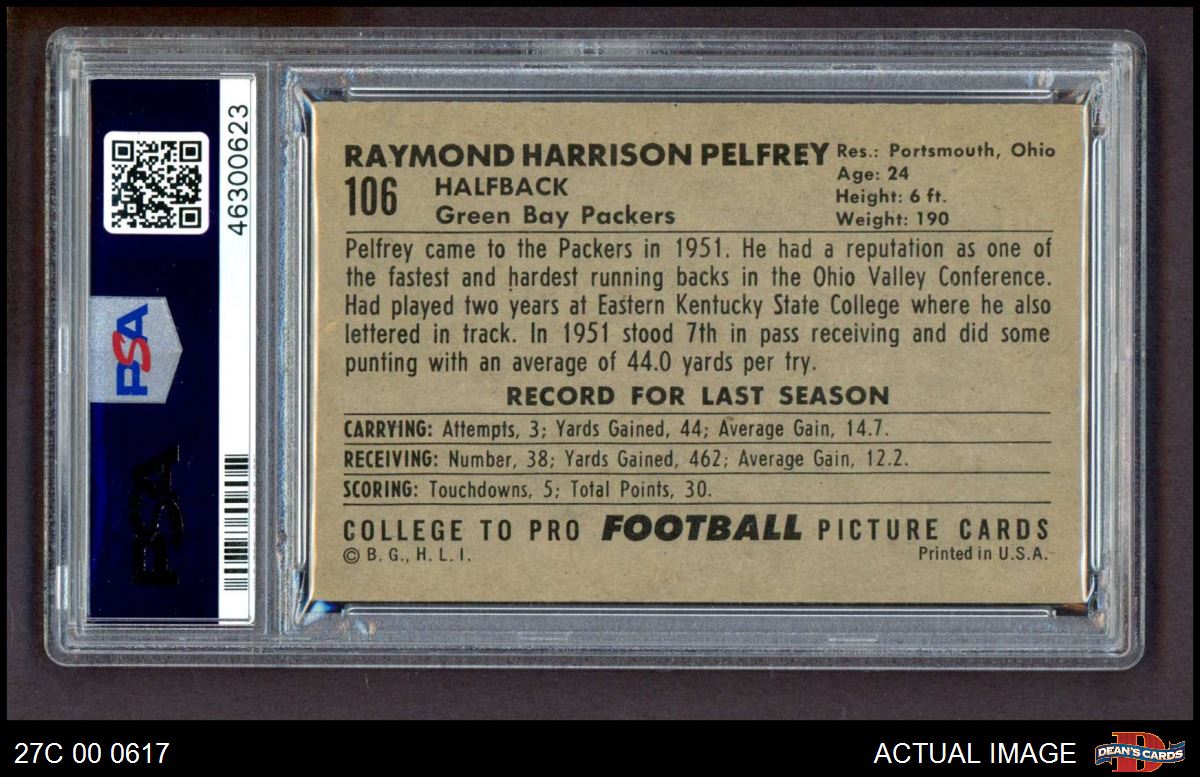 RAYMOND HARRISON PELFREY
106
HALFBACK
Green Bay Packers
Res.: Portsmouth, Ohio
Age: 24
Height: 6 ft.
Weight: 190
Pelfrey came to the Packers in 1951. He had a reputation as one of
the fastest and hardest running backs in the Ohio Valley Conference.
Had played two years at Eastern Kentucky State College where he also
lettered in track. In 1951 stood 7th in pass receiving and did some
punting with an average of 44.0 yards per try.
RECORD FOR LAST SEASON
CARRYING: Attempts, 3; Yards Gained, 44; Average Gain, 14.7.
RECEIVING: Number, 38; Yards Gained, 462; Average Gain, 12.2.
SCORING: Touchdowns, 5; Total Points, 30.
COLLEGE TO PRO FOOTBALL PICTURE CARDS
© B. G., H. L. I.
Printed in U.S.A.
46300623
PSA
PSA
27C 00 0617
ACTUAL IMAGE
DEAN'S CARDS